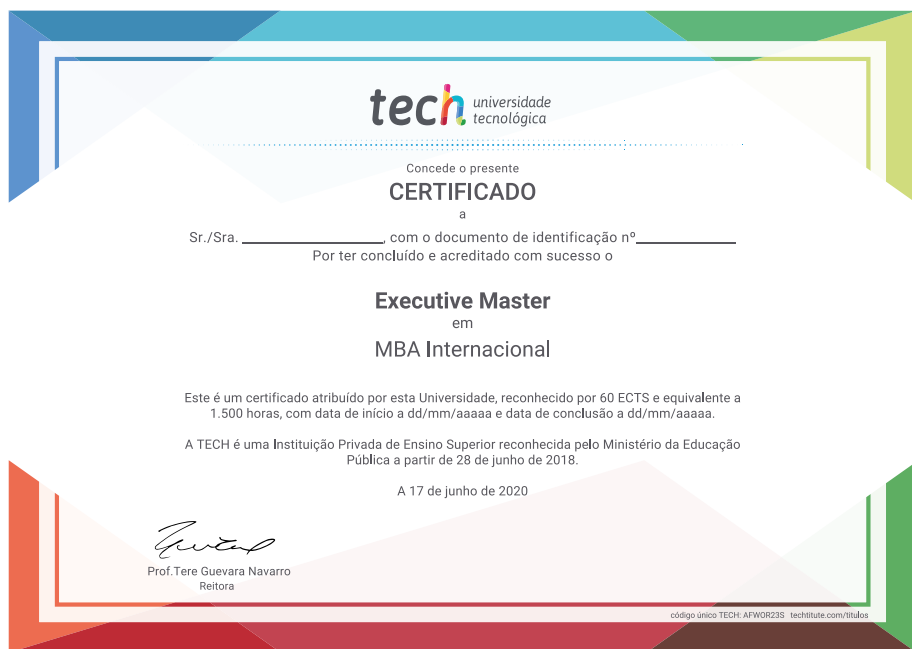 tech universidade
tecnológica
Concede o presente
CERTIFICADO
a
Sr./Sra. ____________________, com o documento de identificação nº______________
Por ter concluído e acreditado com sucesso o
Executive Master
em
MBA Internacional
Este é um certificado atribuído por esta Universidade, reconhecido por 60 ECTS e equivalente a
1.500 horas, com data de início a dd/mm/aaaaa e data de conclusão a dd/mm/aaaaa.
A TECH é uma Instituição Privada de Ensino Superior reconhecida pelo Ministério da Educação
Pública a partir de 28 de junho de 2018.
A 17 de junho de 2020
Prof.Tere Guevara Navarro
Reitora
código único TECH: AFWOR23S techtitute.com/titulos